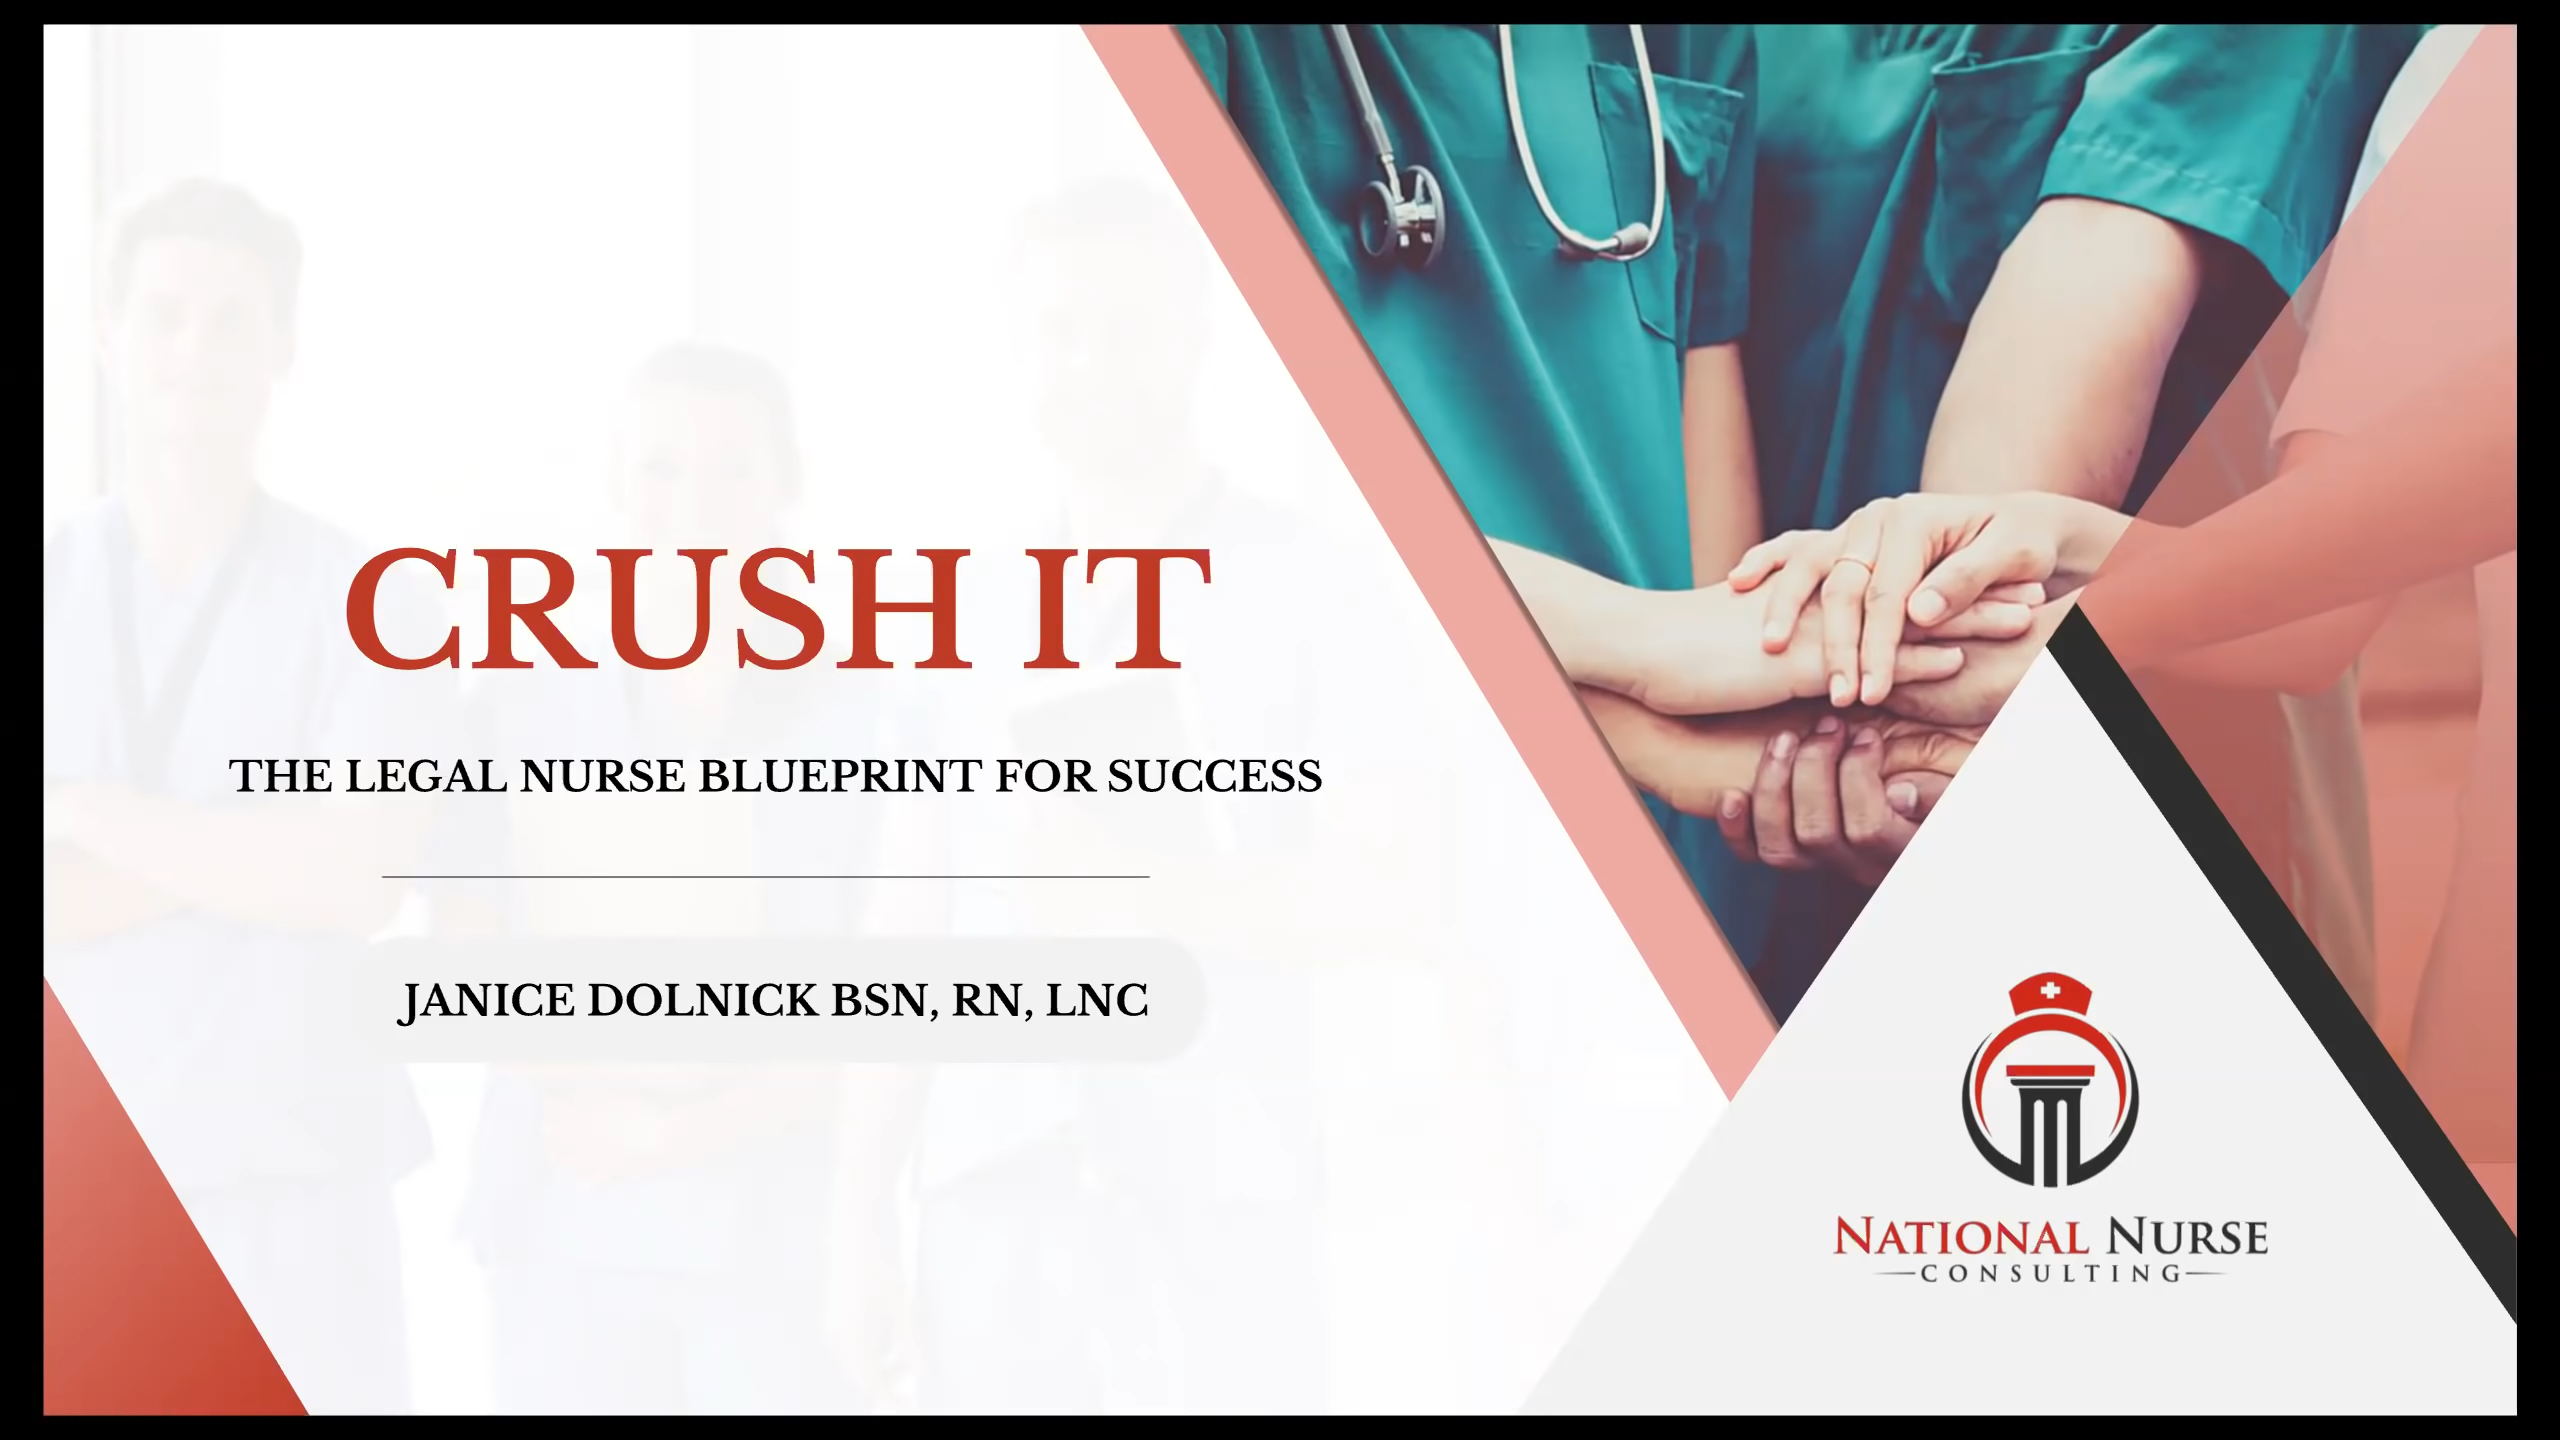 CRUSH IT
THE LEGAL NURSE BLUEPRINT FOR SUCCESS
JANICE DOLNICK BSN, RN, LNC
NATIONAL NURSE
CONSULTING